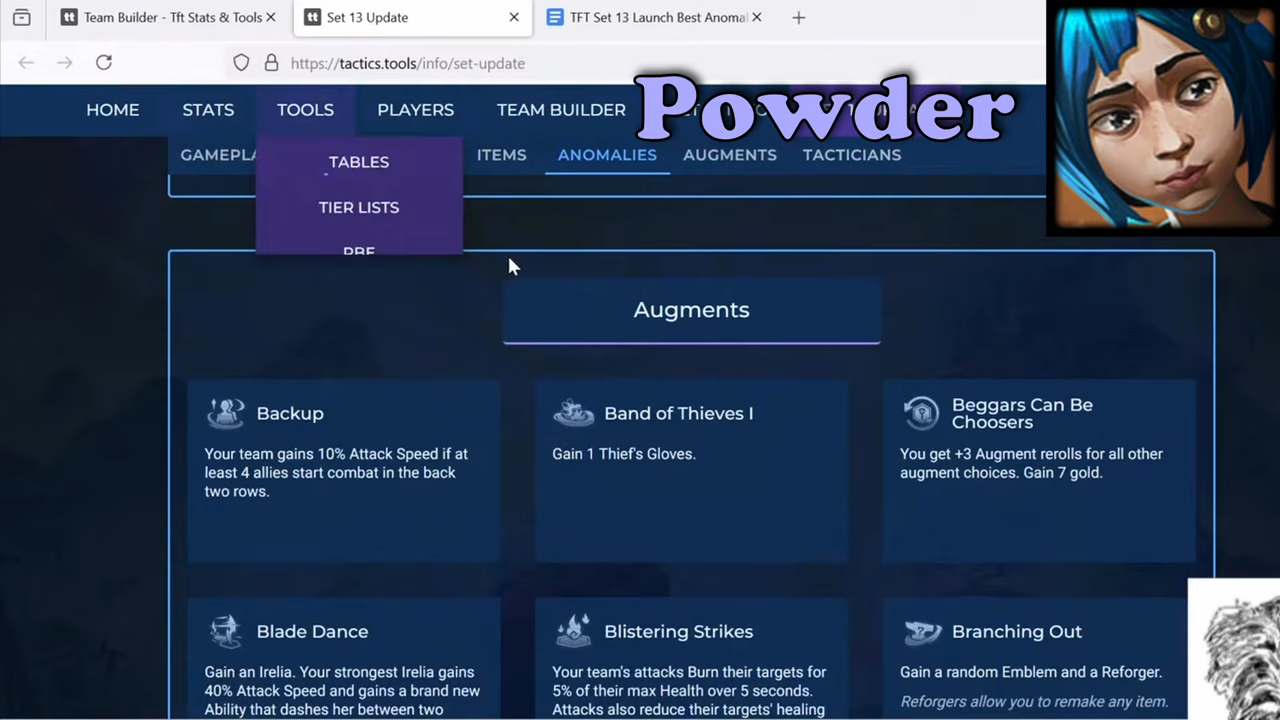 Team Builder - Tft Stats & Tools
Set 13 Update
TFT Set 13 Launch Best Anomal
https://tactics.tools/info/set-update
Powder
HOME
STATS
TOOLS
PLAYERS
TEAM BUILDER
TABLES
TIER LISTS
PBE
GAMEPLA
ITEMS
ANOMALIES
AUGMENTS
TACTICIANS
Augments
Backup
Your team gains 10% Attack Speed if at
least 4 allies start combat in the back
two rows.
Band of Thieves I
Gain 1 Thief's Gloves.
Beggars Can Be
Choosers
You get +3 Augment rerolls for all other
augment choices. Gain 7 gold.
Blade Dance
Gain an Irelia. Your strongest Irelia gains
40% Attack Speed and gains a brand new
Ability that dashes her between two
Blistering Strikes
Your team's attacks Burn their targets for
5% of their max Health over 5 seconds.
Attacks also reduce their targets' healing
Branching Out
Gain a random Emblem and a Reforger.
Reforgers allow you to remake any item.